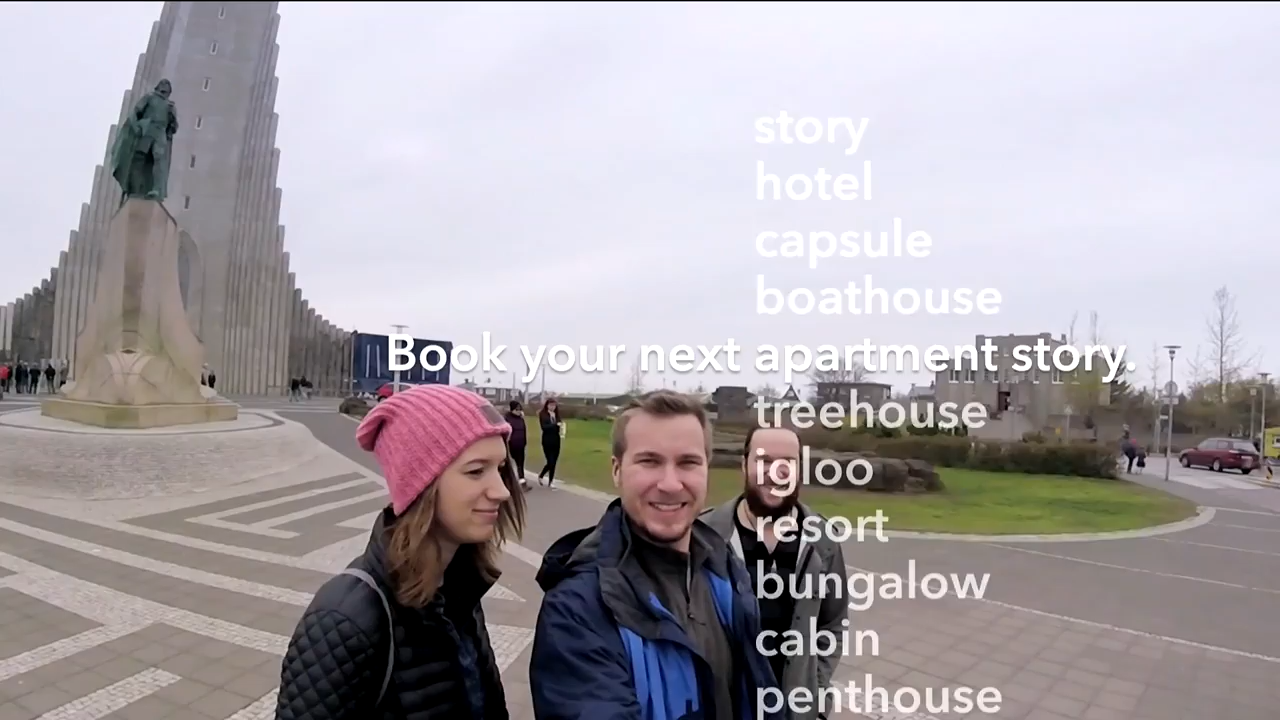 story
hotel
capsule
boathouse
Book your next apartment story.
treehouse
igloo
resort
bungalow
cabin
penthouse